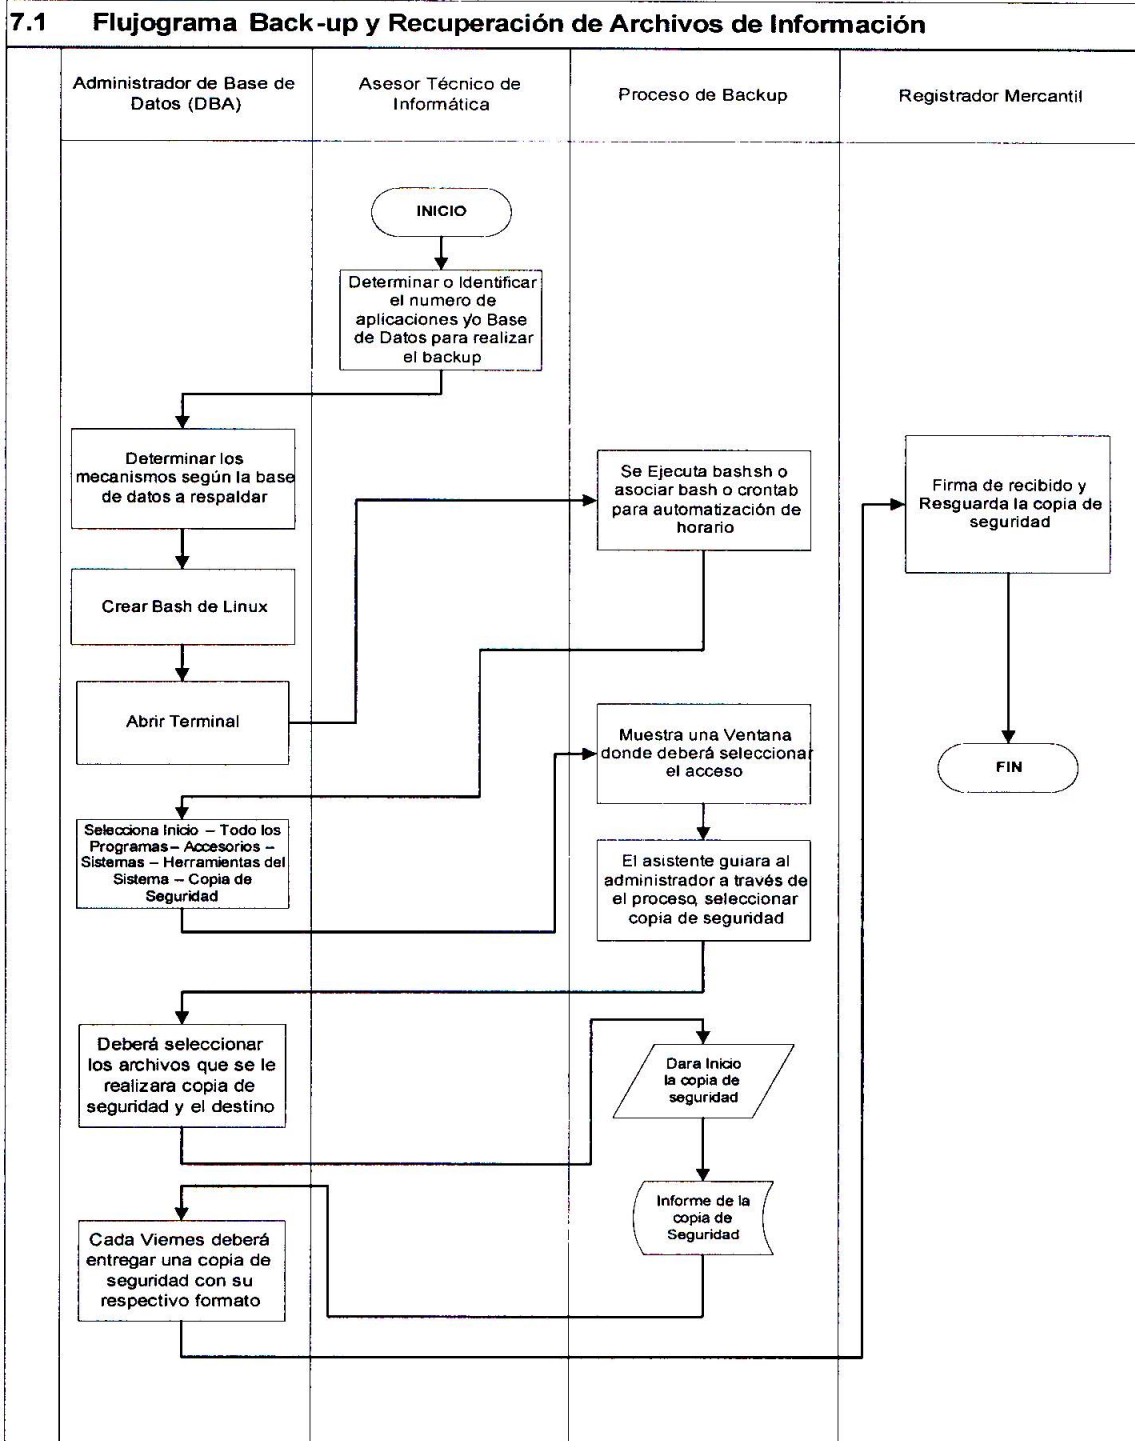 7.1 Flujograma Back-up y Recuperación de Archivos de Información
Administrador de Base de
Datos (DBA)
Asesor Técnico de
Informática
Proceso de Backup
Registrador Mercantil
INICIO
Determinar o Identificar
el numero de
aplicaciones y/o Base
de Datos para realizar
el backup
Determinar los
mecanismos según la base
de datos a respaldar
Crear Bash de Linux
Abrir Terminal
Se Ejecuta bash.sh o
asociar bash o crontab
para automatización de
horario
Firma de recibido y
Resguarda la copia de
seguridad
FIN
Muestra una Ventana
donde deberá seleccionar
el acceso
Selecciona Inicio – Todo los
Programas – Accesorios –
Sistemas – Herramientas del
Sistema – Copia de
Seguridad
El asistente guiara al
administrador a través de
el proceso, seleccionar
copia de seguridad
Deberá seleccionar
los archivos que se le
realizara copia de
seguridad y el destino
Dara Inicio
la copia de
seguridad
Informe de la
copia de
Seguridad
Cada Viernes deberá
entregar una copia de
seguridad con su
respectivo formato